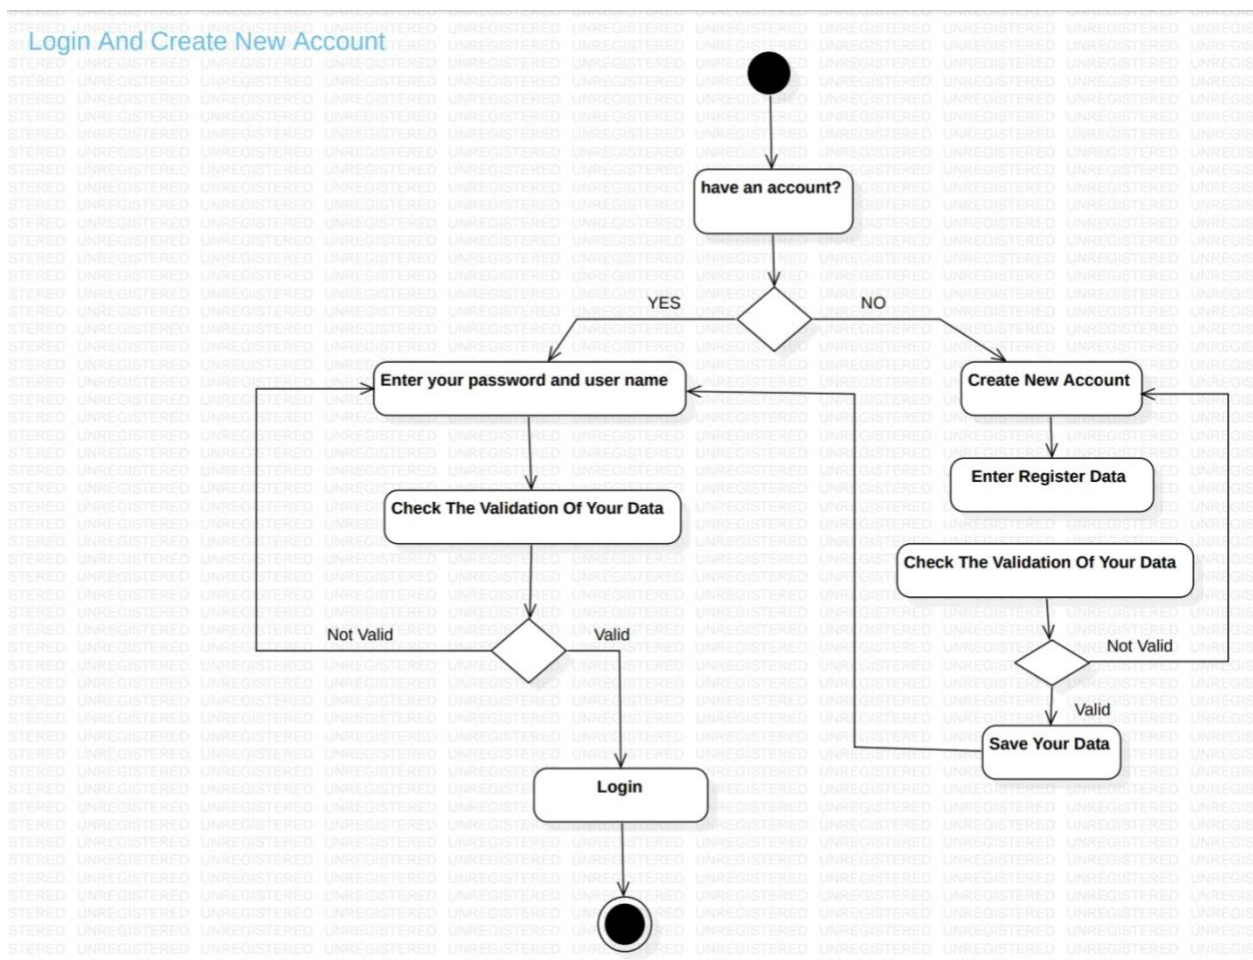 Login And Create New Account
have an account?
YES
NO
Enter your password and user name
Create New Account
Enter Register Data
Check The Validation Of Your Data
Check The Validation Of Your Data
Not Valid
Valid
Not Valid
Valid
Save Your Data
Login
UNREGISTERED